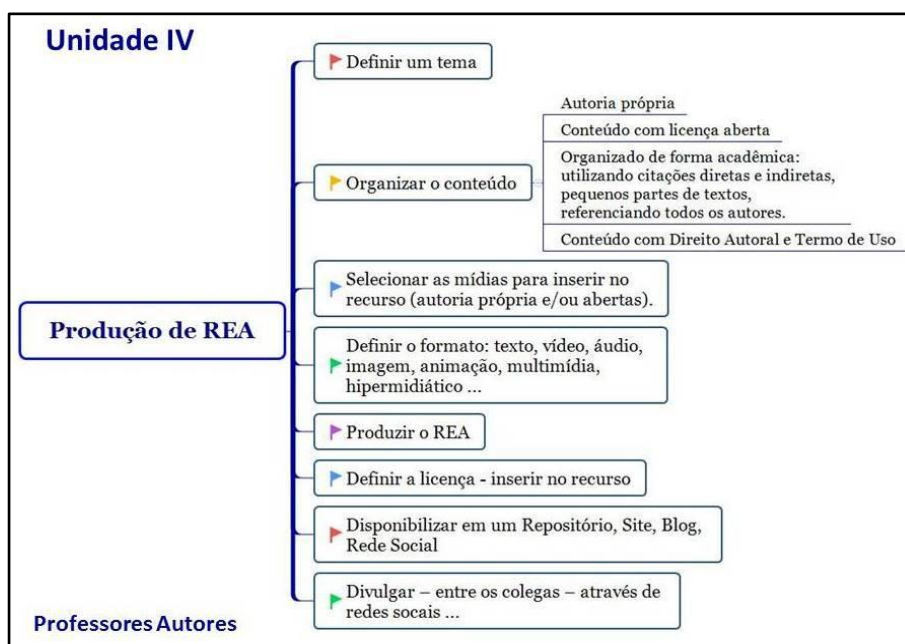 Unidade IV
Definir um tema
Autoria própria
Conteúdo com licença aberta
Organizado de forma acadêmica:
utilizando citações diretas e indiretas,
pequenos partes de textos,
referenciando todos os autores.
Conteúdo com Direito Autoral e Termo de Uso
Organizar o conteúdo
Selecionar as mídias para inserir no
recurso (autoria própria e/ou abertas).
Produção de REA
Definir o formato: texto, vídeo, áudio,
imagem, animação, multimídia,
hipermidiático ...
Produzir o REA
Definir a licença - inserir no recurso
Disponibilizar em um Repositório, Site, Blog,
Rede Social
Divulgar – entre os colegas – através de
redes socais ...
Professores Autores